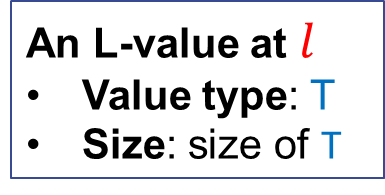 An L-value at l
• Value type: T
• Size: size of T